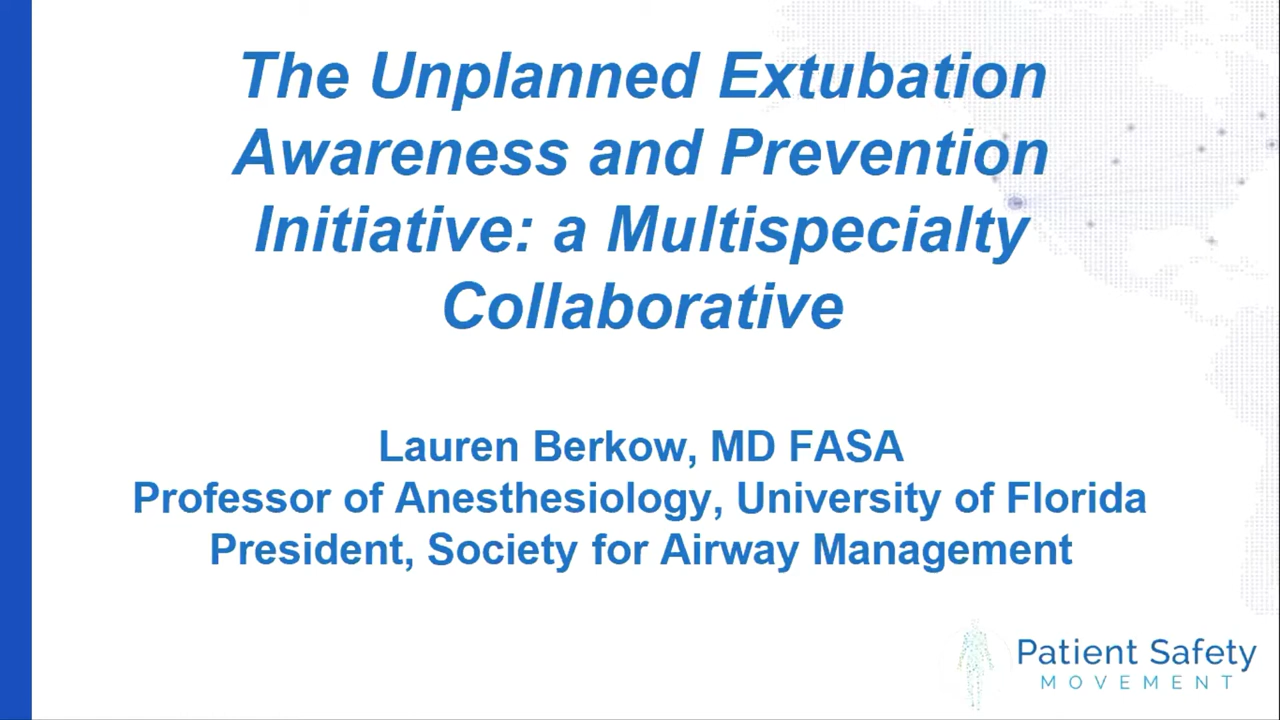 The Unplanned Extubation
Awareness and Prevention
Initiative: a Multispecialty
Collaborative
Lauren Berkow, MD FASA
Professor of Anesthesiology, University of Florida
President, Society for Airway Management
Patient Safety
MOVEMENT